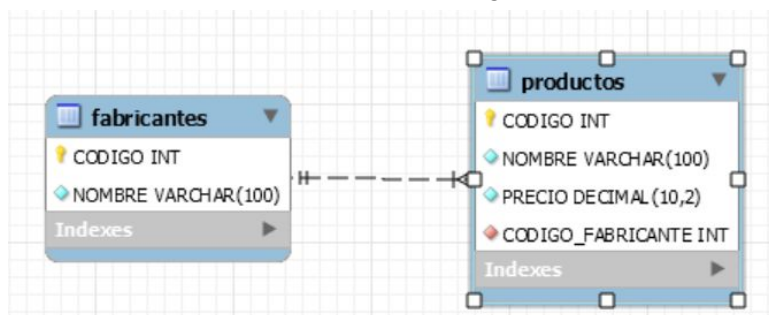 fabricantes
CODIGO INT
NOMBRE VARCHAR(100)
Indexes
productos
CODIGO INT
NOMBRE VARCHAR(100)
PRECIO DECIMAL(10,2)
CODIGO_FABRICANTE INT
Indexes